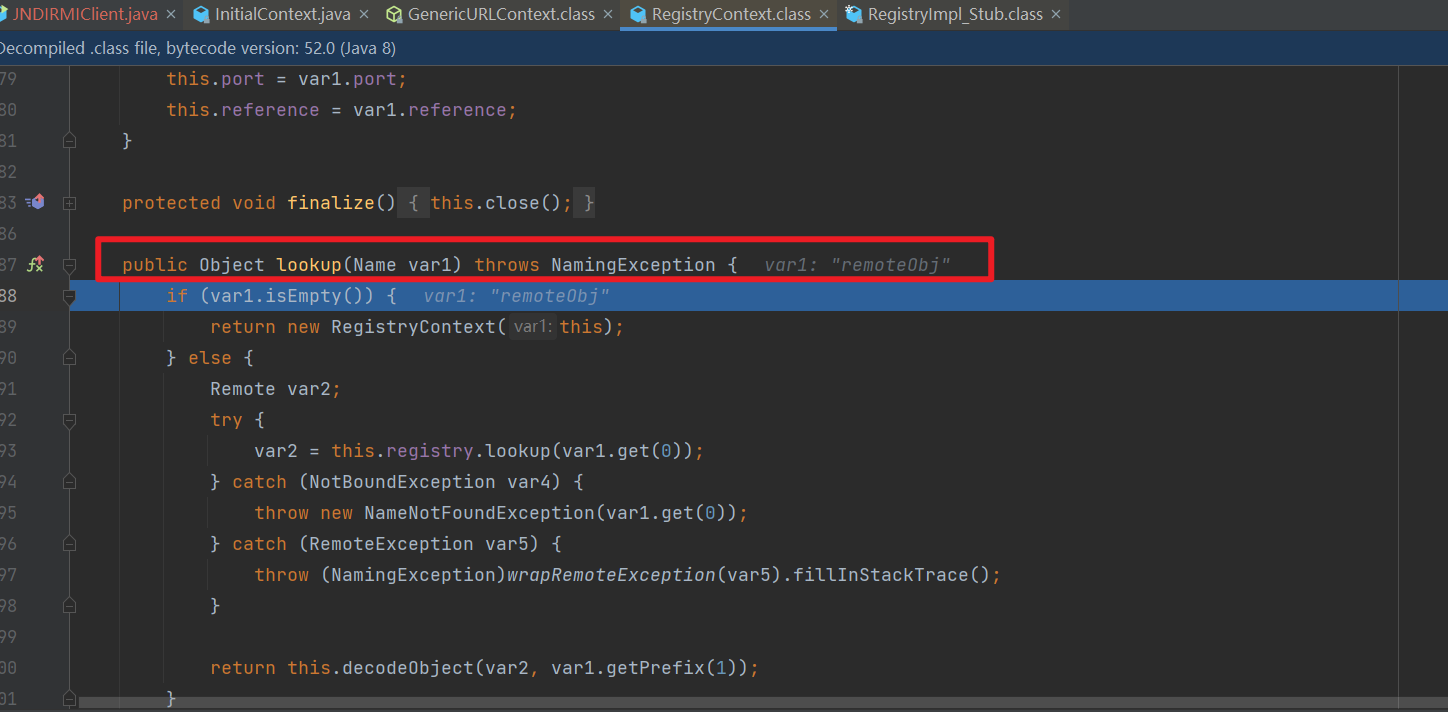 JNDIRMIClient.java × InitialContext.java × GenericURLContext.class × RegistryContext.class × RegistryImpl_Stub.class ×
Decompiled .class file, bytecode version: 52.0 (Java 8)
79 this.port = var1.port;
80 this.reference = var1.reference;
81 }
82
83 protected void finalize() { this.close(); }
86
87 public Object lookup(Name var1) throws NamingException { var1: "remoteObj"
88 if (var1.isEmpty()) { var1: "remoteObj"
89 return new RegistryContext( var1: this);
90 } else {
91 Remote var2;
92 try {
93 var2 = this.registry.lookup(var1.get(0));
94 } catch (NotBoundException var4) {
95 throw new NameNotFoundException(var1.get(0));
96 } catch (RemoteException var5) {
97 throw (NamingException)wrapRemoteException(var5).fillInStackTrace();
98 }
99
00 return this.decodeObject(var2, var1.getPrefix(1));
01 }